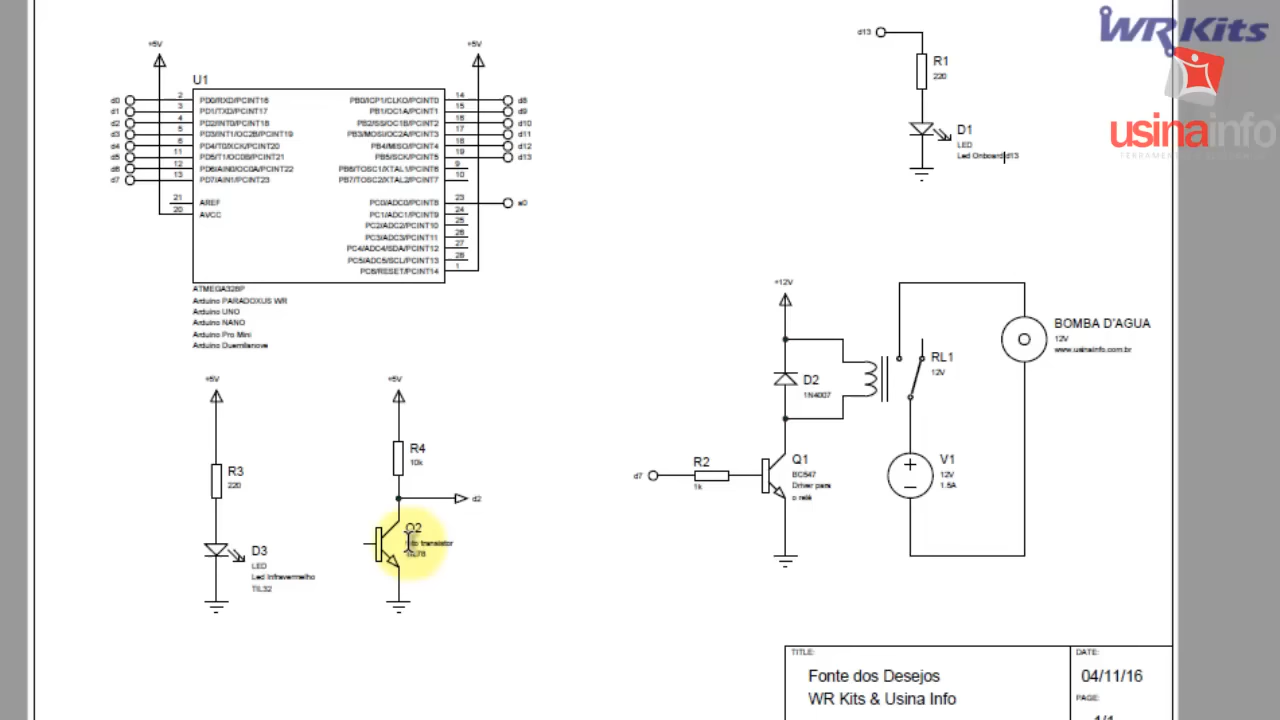 WR Kits
usinainfo
+5V
+5V
U1
d0 2 PD0/RXD/PCINT16 PB0/ICP1/CLKO/PCINT0 14 d8
d1 3 PD1/TXD/PCINT17 PB1/OC1A/PCINT1 15 d9
d2 4 PD2/INT0/PCINT18 PB2/SS/OC1B/PCINT2 16 d10
d3 5 PD3/INT1/OC2B/PCINT19 PB3/MOSI/OC2A/PCINT3 17 d11
d4 6 PD4/T0/XCK/PCINT20 PB4/MISO/PCINT4 18 d12
d5 11 PD5/T1/OC0B/PCINT21 PB5/SCK/PCINT5 19 d13
d6 12 PD6/AIN0/OC0A/PCINT22 PB6/TOSC1/XTAL1/PCINT6 9
d7 13 PD7/AIN1/PCINT23 PB7/TOSC2/XTAL2/PCINT7 10
21 AREF PC0/ADC0/PCINT8 23 a0
20 AVCC PC1/ADC1/PCINT9 24
PC2/ADC2/PCINT10 25
PC3/ADC3/PCINT11 26
PC4/ADC4/SDA/PCINT12 27
PC5/ADC5/SCL/PCINT13 28
PC6/RESET/PCINT14 1
ATMEGA328P
Arduino PARADOXUS WR
Arduino UNO
Arduino NANO
Arduino Pro Mini
Arduino Duemilanove
d13
R1
220
D1
LED
Led Onboard d13
+12V
D2
1N4007
RL1
12V
BOMBA D'AGUA
12V
www.usinainfo.com.br
V1
12V
1.5A
d7
R2
1k
Q1
BC547
Driver para
o relé
+5V
R3
220
D3
LED
Led Infravermelho
TIL32
+5V
R4
10k
d2
Q2
transistor
TITLE:
Fonte dos Desejos
WR Kits & Usina Info
DATE:
04/11/16
PAGE:
1/1